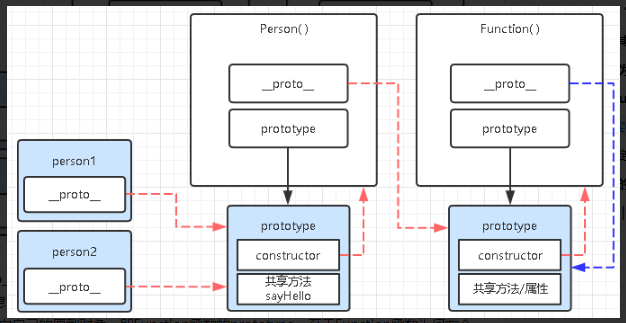 Person()
__proto__
prototype
Function()
__proto__
prototype
person1
__proto__
person2
__proto__
prototype
constructor
共享方法
sayHello
prototype
constructor
共享方法/属性